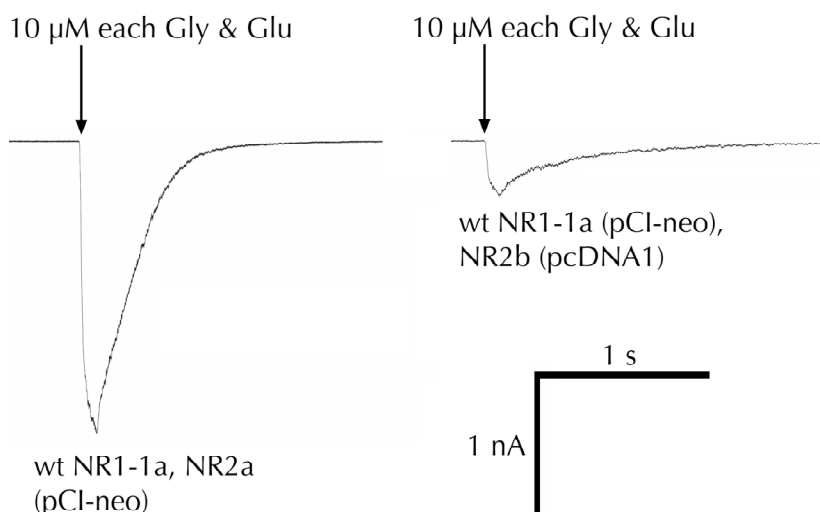 10 µM each Gly & Glu
10 µM each Gly & Glu
wt NR1-1a, NR2a
(pCI-neo)
wt NR1-1a (pCI-neo),
NR2b (pcDNA1)
1 s
1 nA